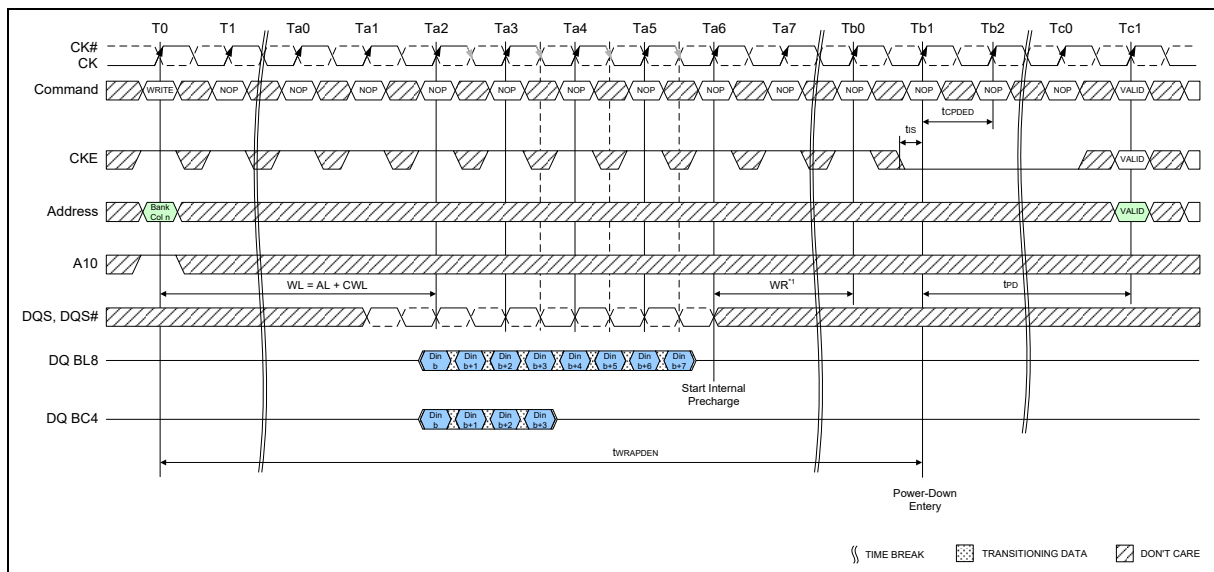 T0 T1 Ta0 Ta1 Ta2 Ta3 Ta4 Ta5 Ta6 Ta7 Tb0 Tb1 Tb2 Tc0 Tc1
CK#
CK
Command WRITE NOP NOP NOP NOP NOP NOP NOP NOP NOP NOP NOP NOP NOP VALID
tCPDED
tIS
CKE VALID
Address Bank Col n VALID
A10
WL = AL + CWL WR*1 tPD
DQS, DQS#
DQ BL8 Din b Din b+1 Din b+2 Din b+3 Din b+4 Din b+5 Din b+6 Din b+7
Start Internal
Precharge
DQ BC4 Din b Din b+1 Din b+2 Din b+3
tWRAPDEN
Power-Down
Entery
TIME BREAK TRANSITIONING DATA DON'T CARE